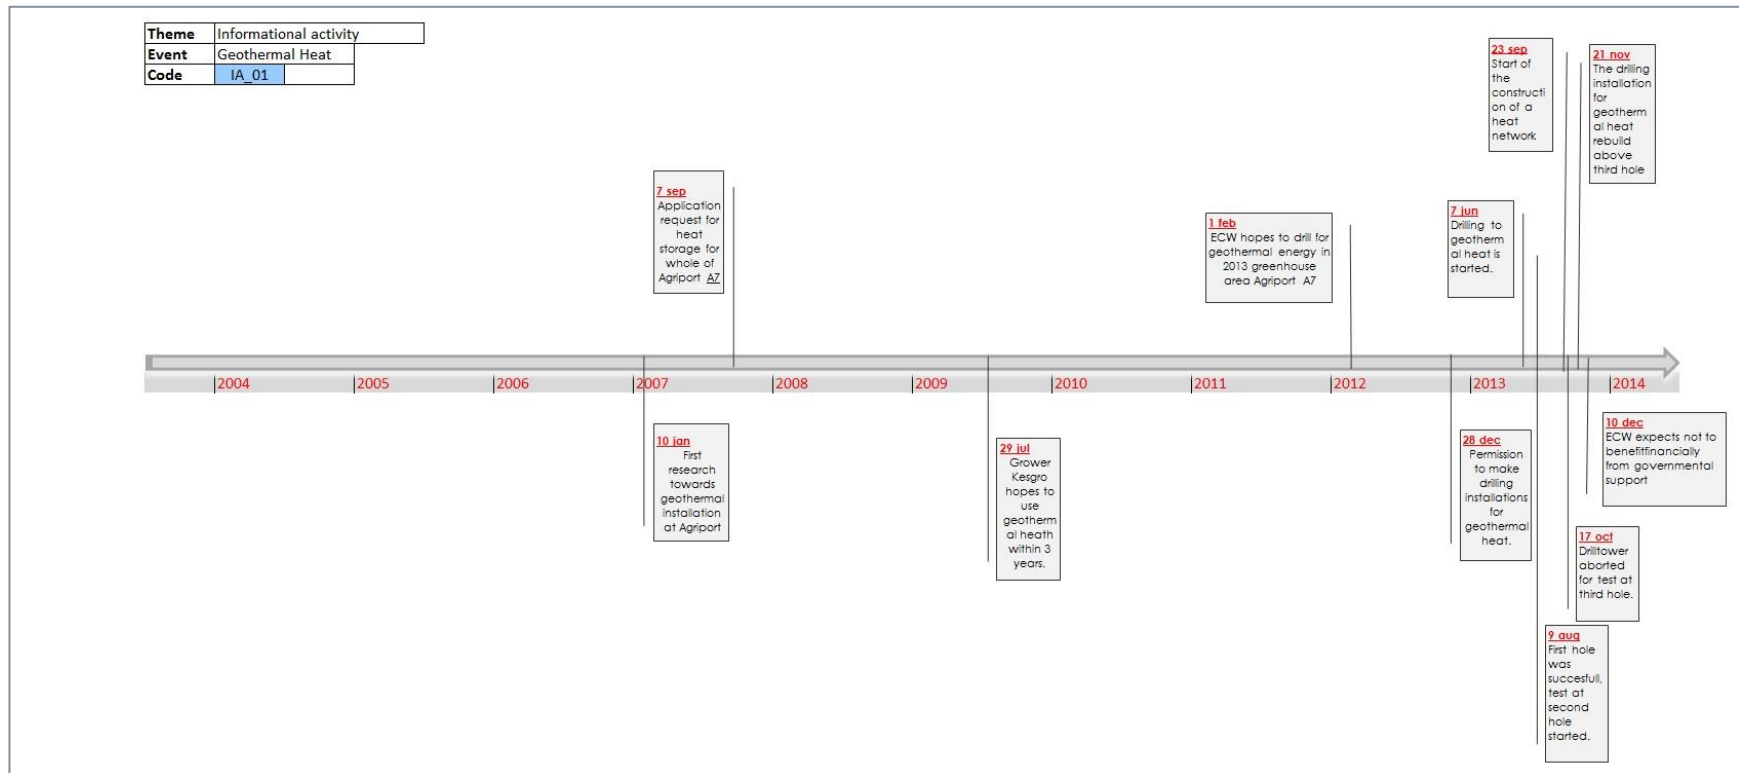 Theme Informational activity
Event Geothermal Heat
Code IA_01
23 sep
Start of
the
constructi
on of a
heat
network
21 nov
The drilling
installation
for
geotherm
al heat
rebuild
above
third hole
7 sep
Application
request for
heat
storage for
whole of
Agriport A7
1 feb
ECW hopes to drill for
geothermal energy in
2013 greenhouse
area Agriport A7
7 jun
Drilling to
geotherm
al heat is
started.
2004 2005 2006 2007 2008 2009 2010 2011 2012 2013 2014
10 jan
First
research
towards
geothermal
installation
at Agriport
29 jul
Grower
Kesgro
hopes to
use
geotherm
al heath
within 3
years.
28 dec
Permission
to make
drilling
installations
for
geothermal
heat.
10 dec
ECW expects not to
benefitfinancially
from governmental
support
17 oct
Drilltower
aborted
for test at
third hole.
9 aug
First hole
was
succesfull,
test at
second
hole
started.